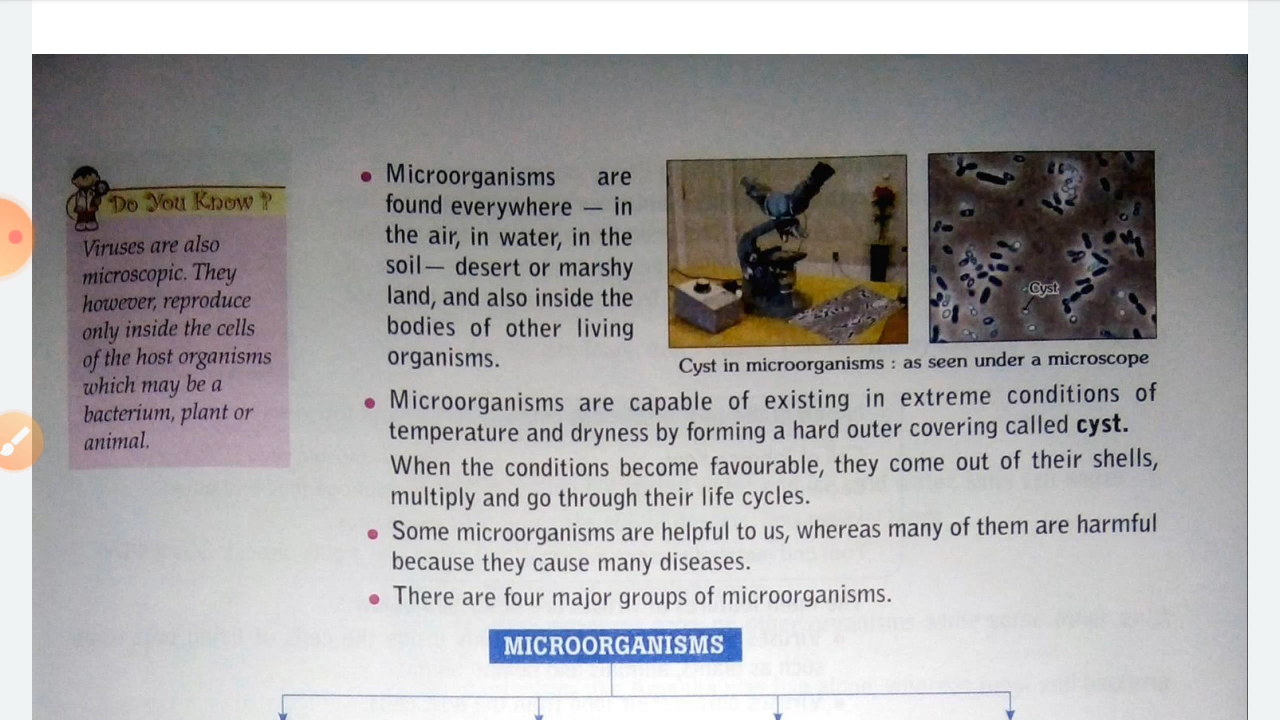 Do You Know ?
Viruses are also
microscopic. They
however, reproduce
only inside the cells
of the host organisms
which may be a
bacterium, plant or
animal.
Microorganisms are
found everywhere — in
the air, in water, in the
soil— desert or marshy
land, and also inside the
bodies of other living
organisms.
Cyst
Cyst in microorganisms : as seen under a microscope
Microorganisms are capable of existing in extreme conditions of
temperature and dryness by forming a hard outer covering called cyst.
When the conditions become favourable, they come out of their shells,
multiply and go through their life cycles.
Some microorganisms are helpful to us, whereas many of them are harmful
because they cause many diseases.
There are four major groups of microorganisms.
MICROORGANISMS